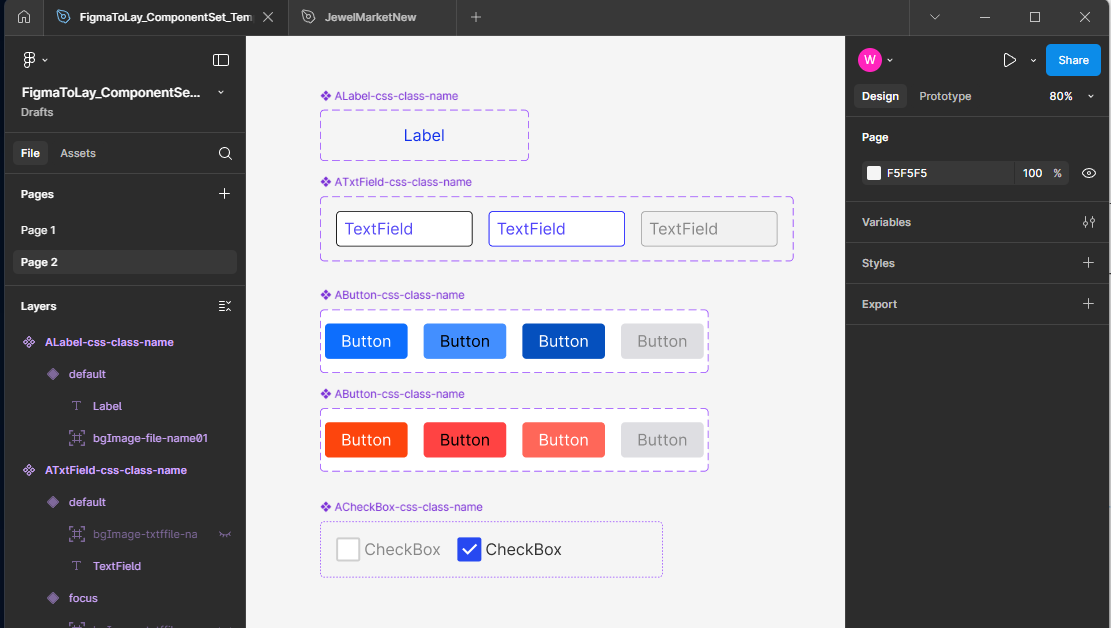 FigmaToLay_ComponentSet_Tem
JewelMarketNew
FigmaToLay_ComponentSe...
Drafts
File Assets
Pages
Page 1
Page 2
Layers
ALabel-css-class-name
default
Label
bgImage-file-name01
ATxtField-css-class-name
default
bgImage-txtffile-na
TextField
focus
ALabel-css-class-name
Label
ATxtField-css-class-name
TextField TextField TextField
AButton-css-class-name
Button Button Button Button
AButton-css-class-name
Button Button Button Button
ACheckBox-css-class-name
CheckBox CheckBox
W
Share
Design Prototype 80%
Page
F5F5F5 100 %
Variables
Styles
Export